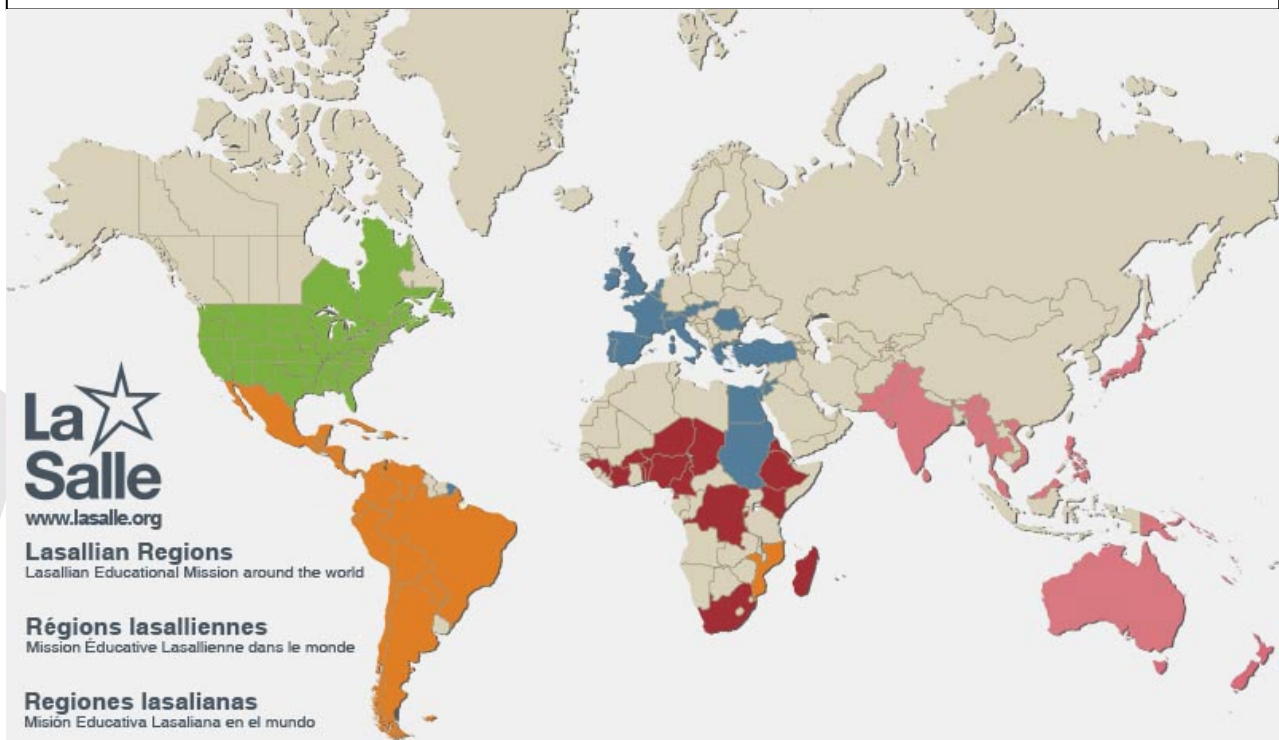 La
Salle
www.lasalle.org
Lasallian Regions
Lasallian Educational Mission around the world
Régions lasalliennes
Mission Éducative Lasallienne dans le monde
Regiones lasalianas
Misión Educativa Lasaliana en el mundo